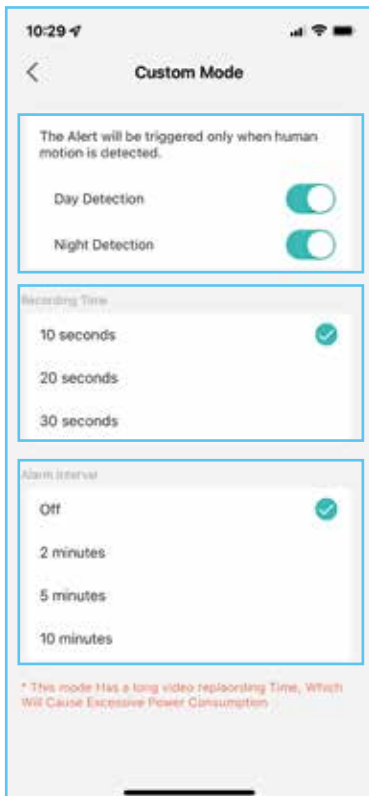 10:29
Custom Mode
The Alert will be triggered only when human
motion is detected.
Day Detection
Night Detection
Recording Time
10 seconds
20 seconds
30 seconds
Alarm Interval
Off
2 minutes
5 minutes
10 minutes
* This mode Has a long video replaording Time, Which
Will Cause Excessive Power Consumption